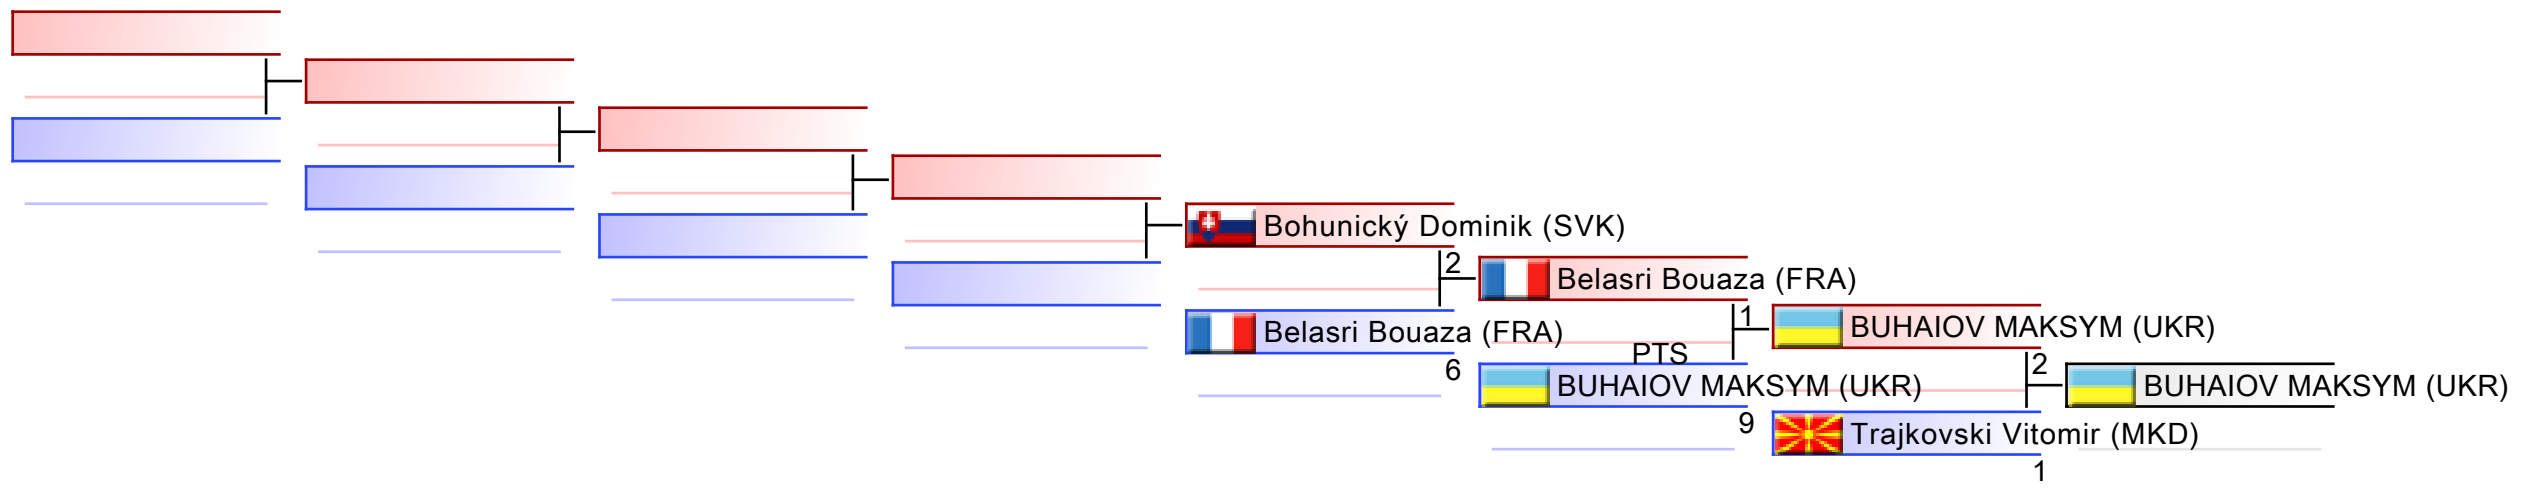 Bohunický Dominik (SVK)
2
Belasri Bouaza (FRA)
Belasri Bouaza (FRA)
6
1
BUHAIOV MAKSYM (UKR)
PTS
BUHAIOV MAKSYM (UKR)
9
2
BUHAIOV MAKSYM (UKR)
Trajkovski Vitomir (MKD)
1